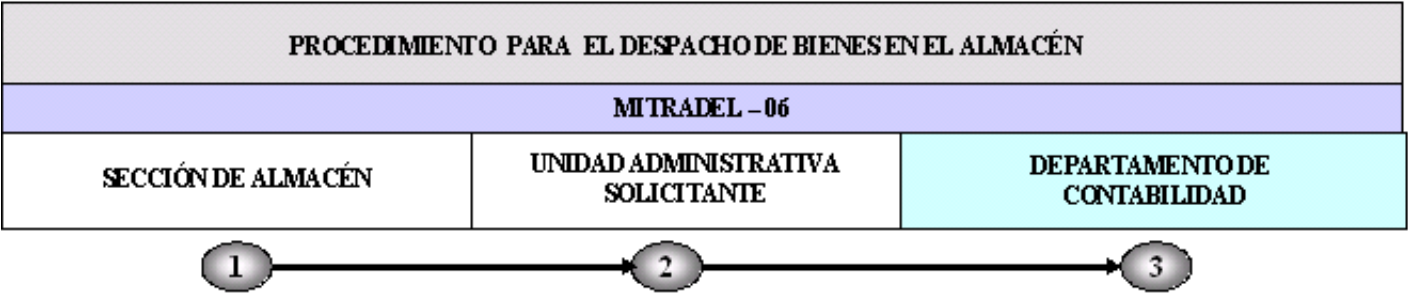 PROCEDIMIENTO PARA EL DESPACHO DE BIENES EN EL ALMACÉN
MITRADEL – 06
SECCIÓN DE ALMACÉN
UNIDAD ADMINISTRATIVA
SOLICITANTE
DEPARTAMENTO DE
CONTABILIDAD
1
2
3